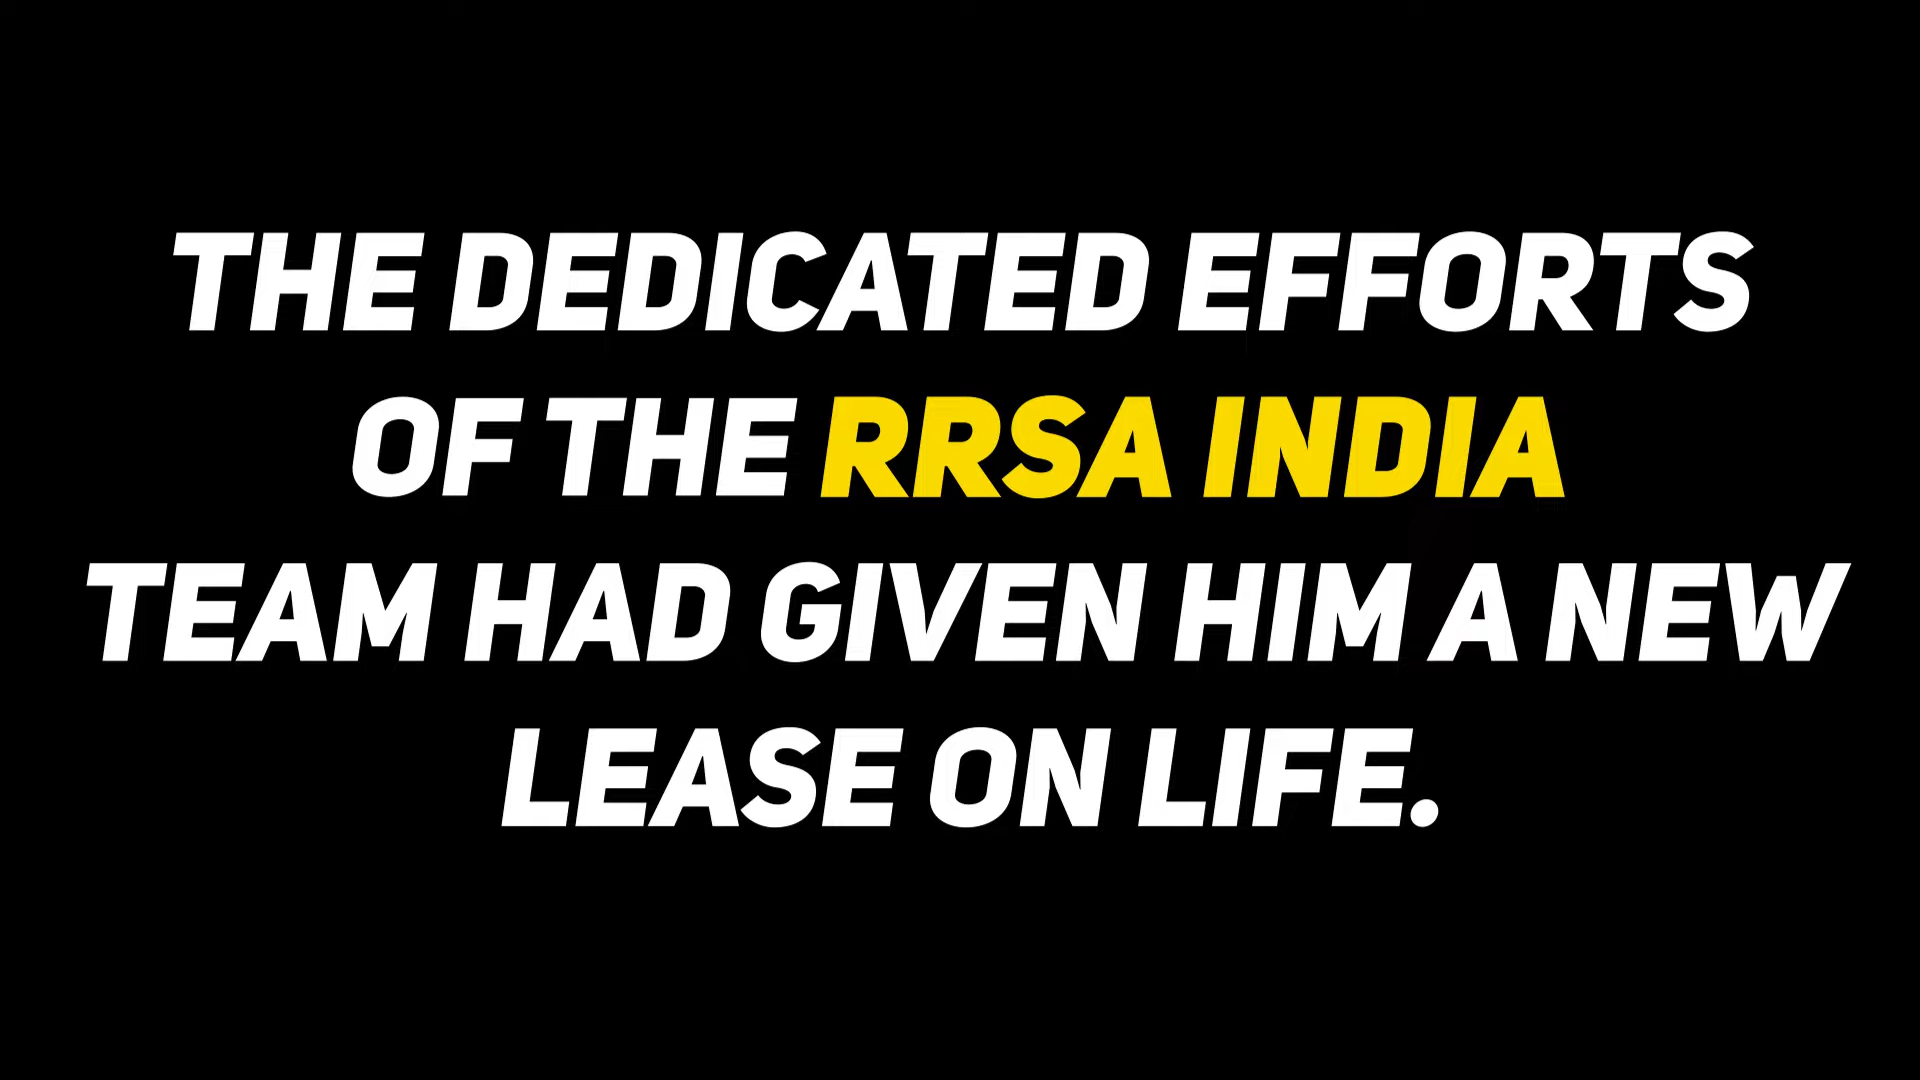 THE DEDICATED EFFORTS
OF THE RRSA INDIA
TEAM HAD GIVEN HIM A NEW
LEASE ON LIFE.